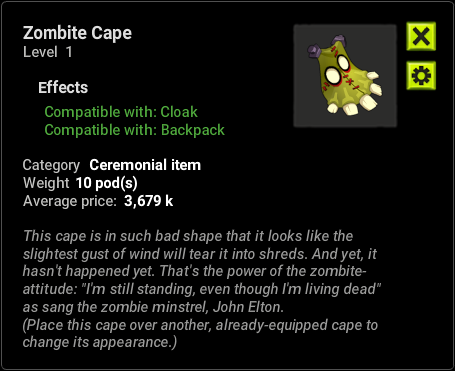 Zombite Cape
Level 1
Effects
Compatible with: Cloak
Compatible with: Backpack
Category Ceremonial item
Weight 10 pod(s)
Average price: 3,679 k
This cape is in such bad shape that it looks like the
slightest gust of wind will tear it into shreds. And yet, it
hasn't happened yet. That's the power of the zombite-
attitude: "I'm still standing, even though I'm living dead"
as sang the zombie minstrel, John Elton.
(Place this cape over another, already-equipped cape to
change its appearance.)